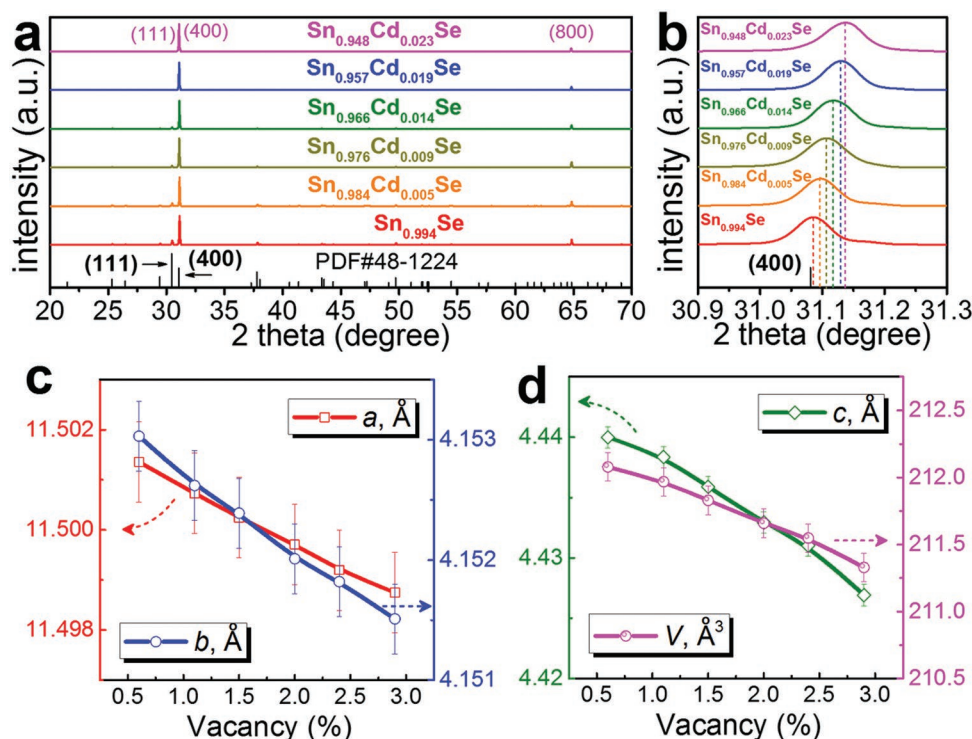 a
intensity (a.u.)
(111) (400) (800)
Sn0.948Cd0.023Se
Sn0.957Cd0.019Se
Sn0.966Cd0.014Se
Sn0.976Cd0.009Se
Sn0.984Cd0.005Se
Sn0.994Se
(111) (400) PDF#48-1224
20 25 30 35 40 45 50 55 60 65 70
2 theta (degree)
b
intensity (a.u.)
Sn0.948Cd0.023Se
Sn0.957Cd0.019Se
Sn0.966Cd0.014Se
Sn0.976Cd0.009Se
Sn0.984Cd0.005Se
Sn0.994Se
(400)
30.9 31.0 31.1 31.2 31.3
2 theta (degree)
c
a, Å
b, Å
11.502
11.500
11.498
4.153
4.152
4.151
0.5 1.0 1.5 2.0 2.5 3.0
Vacancy (%)
d
c, Å
V, Å³
4.44
4.43
4.42
212.5
212.0
211.5
211.0
210.5
0.5 1.0 1.5 2.0 2.5 3.0
Vacancy (%)